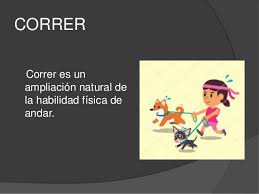 CORRER
Correr es un
ampliación natural de
la habilidad física de
andar.